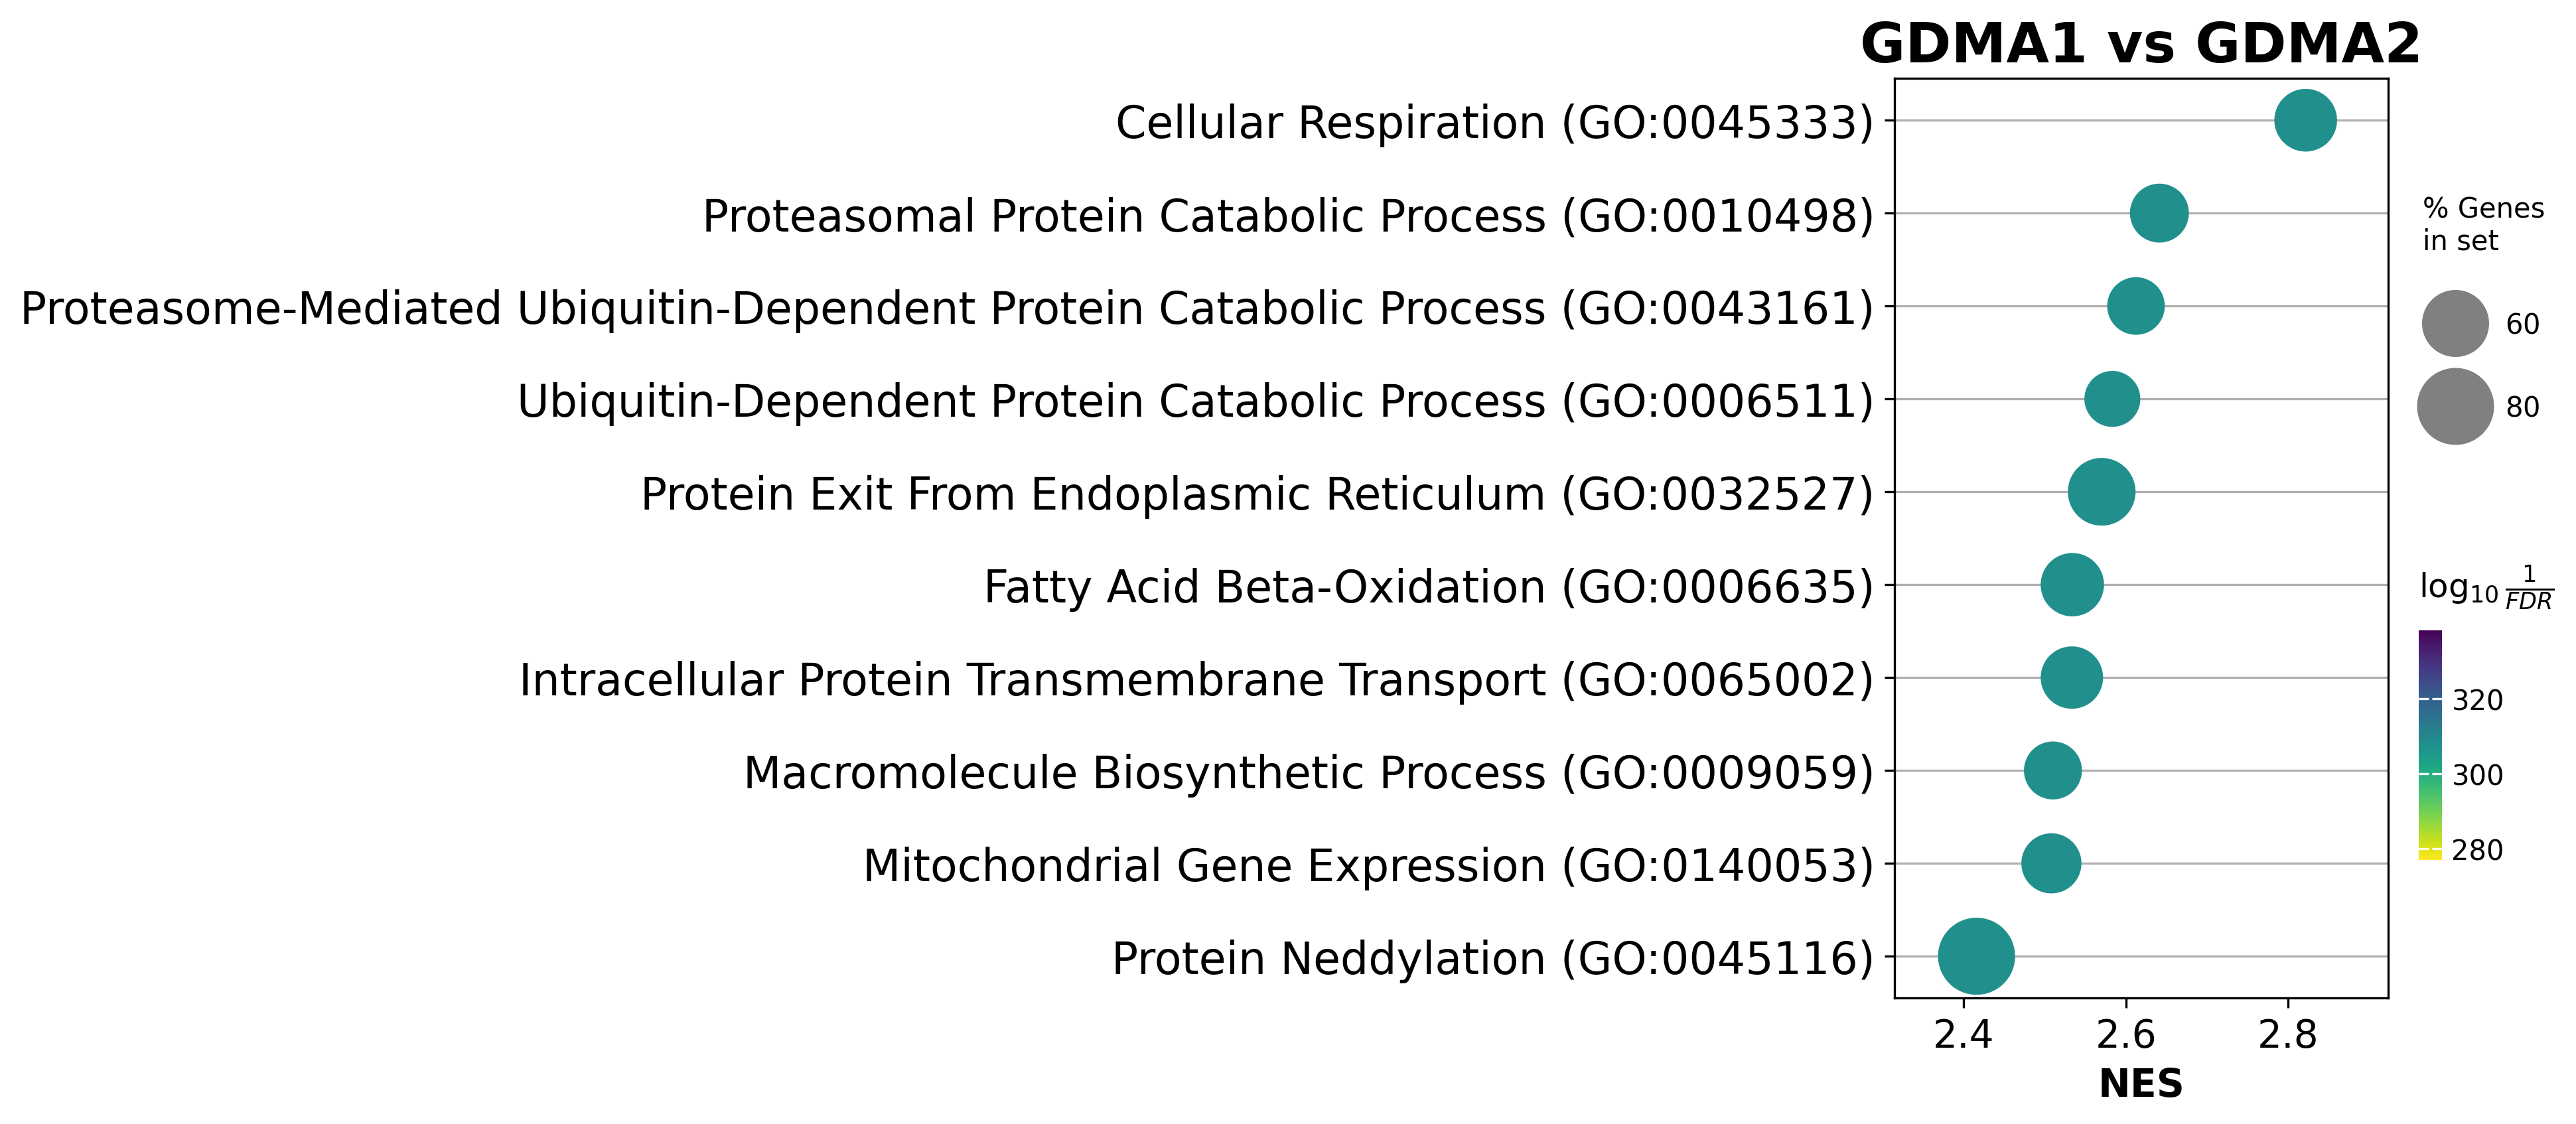 GDMA1 vs GDMA2
Cellular Respiration (GO:0045333)
Proteasomal Protein Catabolic Process (GO:0010498)
Proteasome-Mediated Ubiquitin-Dependent Protein Catabolic Process (GO:0043161)
Ubiquitin-Dependent Protein Catabolic Process (GO:0006511)
Protein Exit From Endoplasmic Reticulum (GO:0032527)
Fatty Acid Beta-Oxidation (GO:0006635)
Intracellular Protein Transmembrane Transport (GO:0065002)
Macromolecule Biosynthetic Process (GO:0009059)
Mitochondrial Gene Expression (GO:0140053)
Protein Neddylation (GO:0045116)
2.4 2.6 2.8
NES
% Genes
in set
60
80
log₁₀ 1/FDR
320
300
280